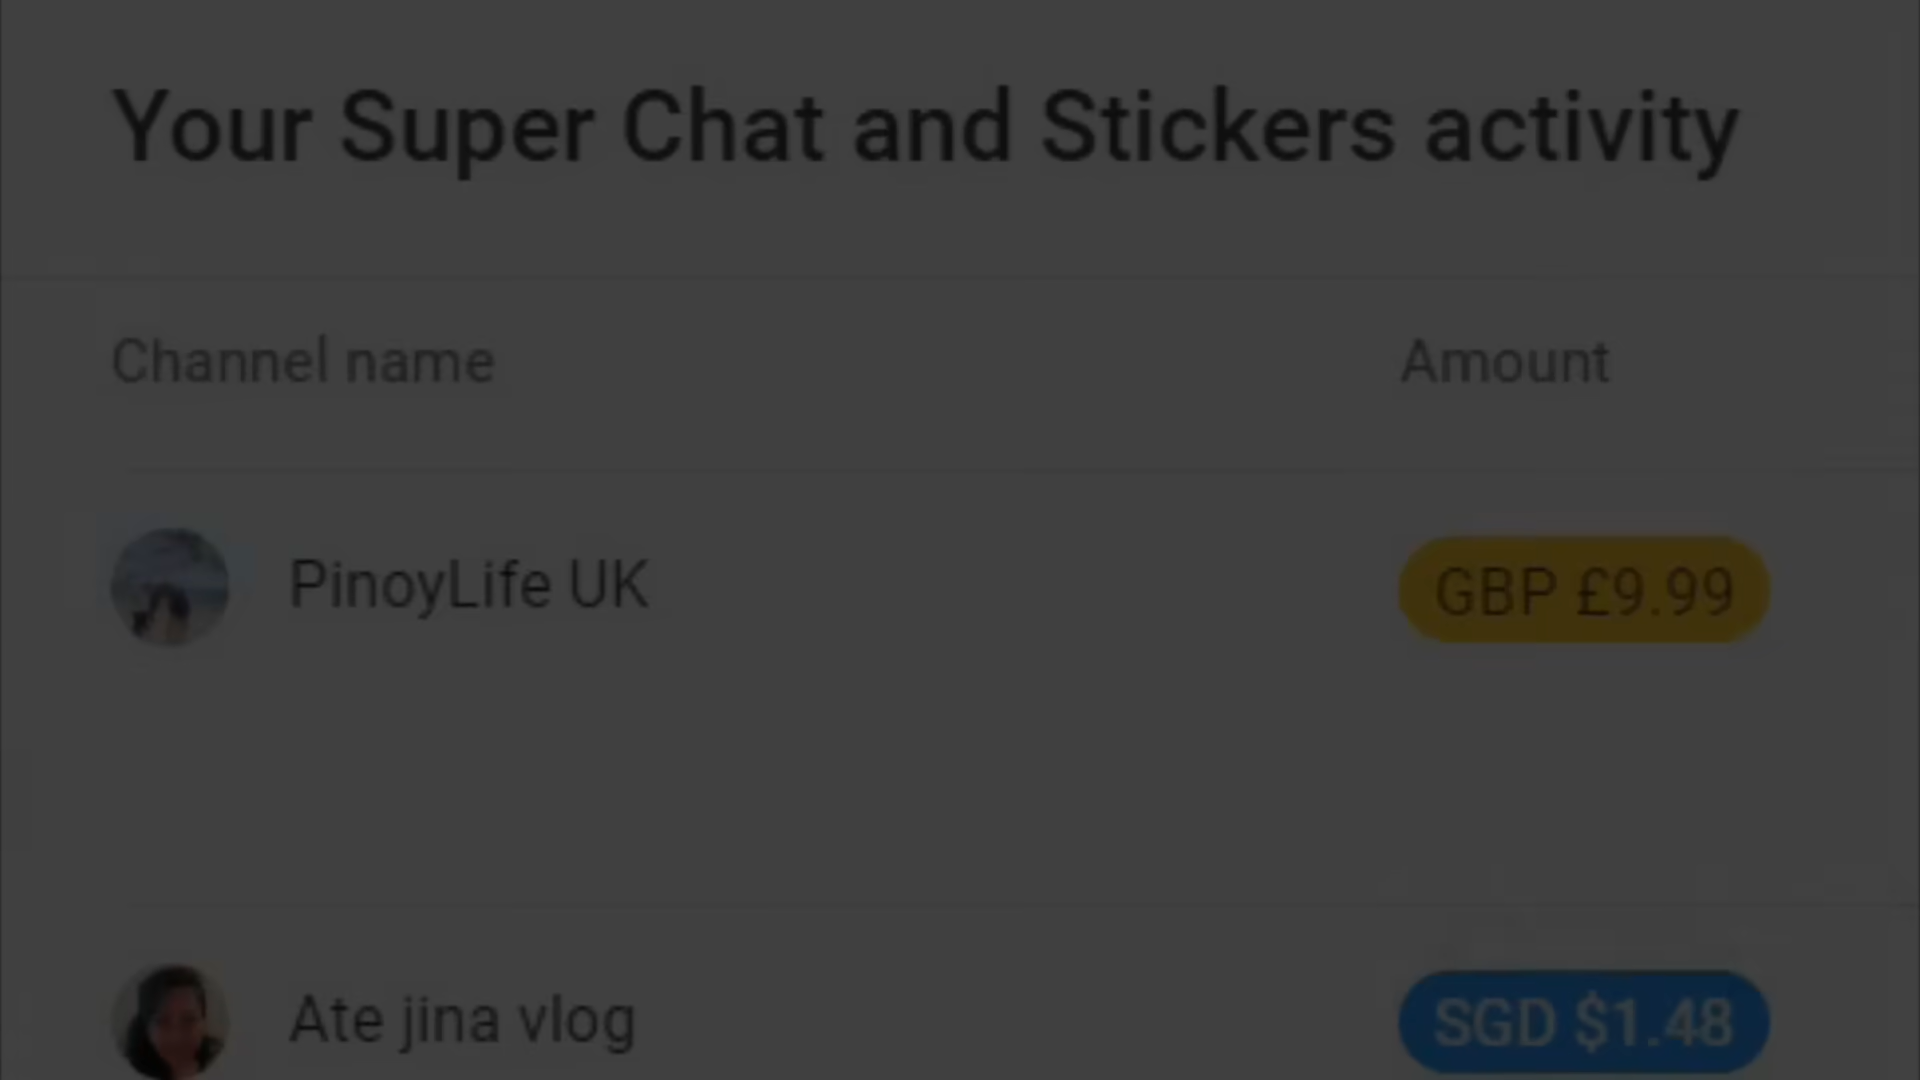 Your Super Chat and Stickers activity
Channel name Amount
PinoyLife UK GBP £9.99
Ate jina vlog SGD $1.48